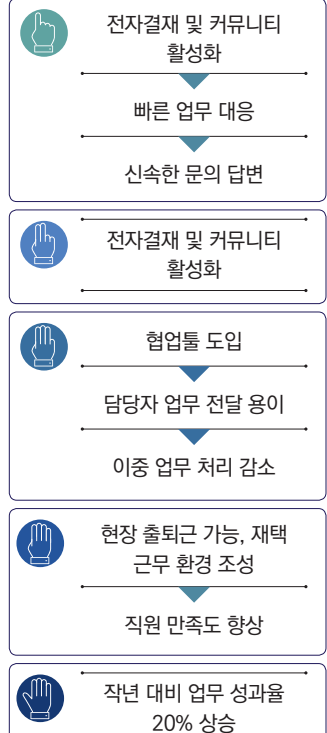 전자결재 및 커뮤니티
활성화
빠른 업무 대응
신속한 문의 답변
전자결재 및 커뮤니티
활성화
협업툴 도입
담당자 업무 전달 용이
이중 업무 처리 감소
현장 출퇴근 가능, 재택
근무 환경 조성
직원 만족도 향상
작년 대비 업무 성과율
20% 상승